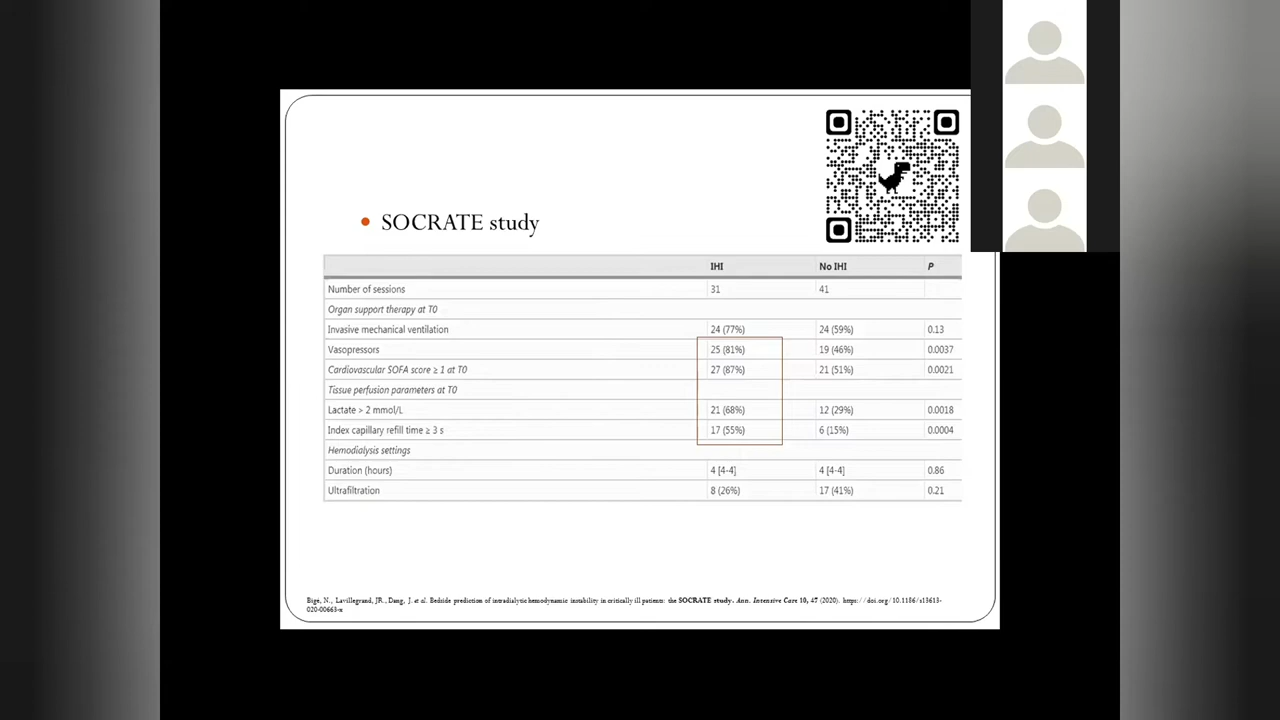 SOCRATE study
IHI No IHI P
Number of sessions 31 41
Organ support therapy at T0
Invasive mechanical ventilation 24 (77%) 24 (59%) 0.13
Vasopressors 25 (81%) 19 (46%) 0.0037
Cardiovascular SOFA score ≥ 1 at T0 27 (87%) 21 (51%) 0.0021
Tissue perfusion parameters at T0
Lactate > 2 mmol/L 21 (68%) 12 (29%) 0.0018
Index capillary refill time ≥ 3 s 17 (55%) 6 (15%) 0.0004
Hemodialysis settings
Duration (hours) 4 [4-4] 4 [4-4] 0.86
Ultrafiltration 8 (26%) 17 (41%) 0.21
Bige, N., Lavillegrand, JR., Dang, J. et al. Bedside prediction of intradialytic hemodynamic instability in critically ill patients: the SOCRATE study. Ann. Intensive Care 10, 47 (2020). https://doi.org/10.1186/s13613-
020-00663-x